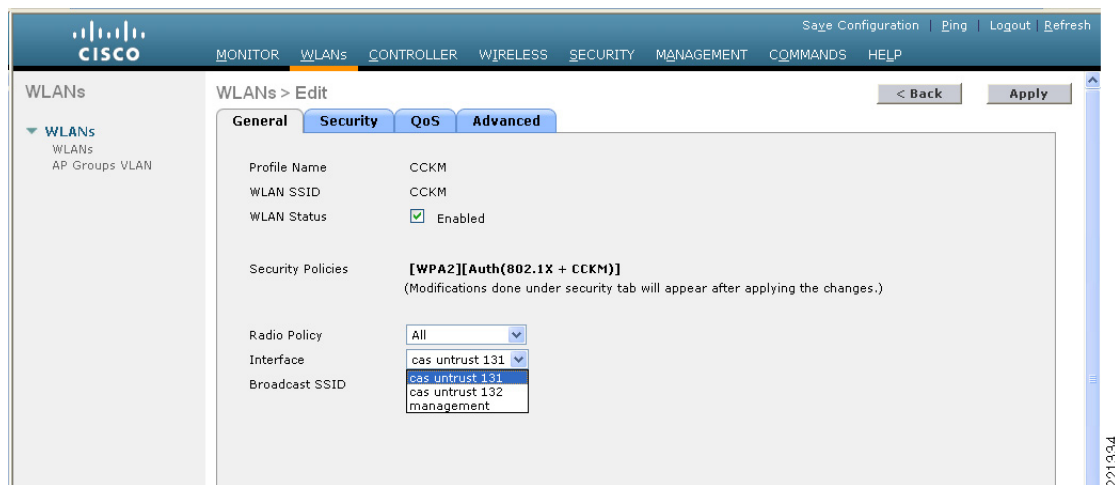 Save Configuration | Ping | Logout | Refresh
CISCO
MONITOR WLANs CONTROLLER WIRELESS SECURITY MANAGEMENT COMMANDS HELP
WLANs
WLANs
WLANs
AP Groups VLAN
WLANs > Edit
< Back Apply
General Security QoS Advanced
Profile Name CCKM
WLAN SSID CCKM
WLAN Status Enabled
Security Policies [WPA2][Auth(802.1X + CCKM)]
(Modifications done under security tab will appear after applying the changes.)
Radio Policy All
Interface cas untrust 131
Broadcast SSID
cas untrust 131
cas untrust 132
management
221334